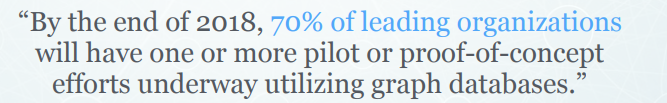 “By the end of 2018, 70% of leading organizations
will have one or more pilot or proof-of-concept
efforts underway utilizing graph databases.”